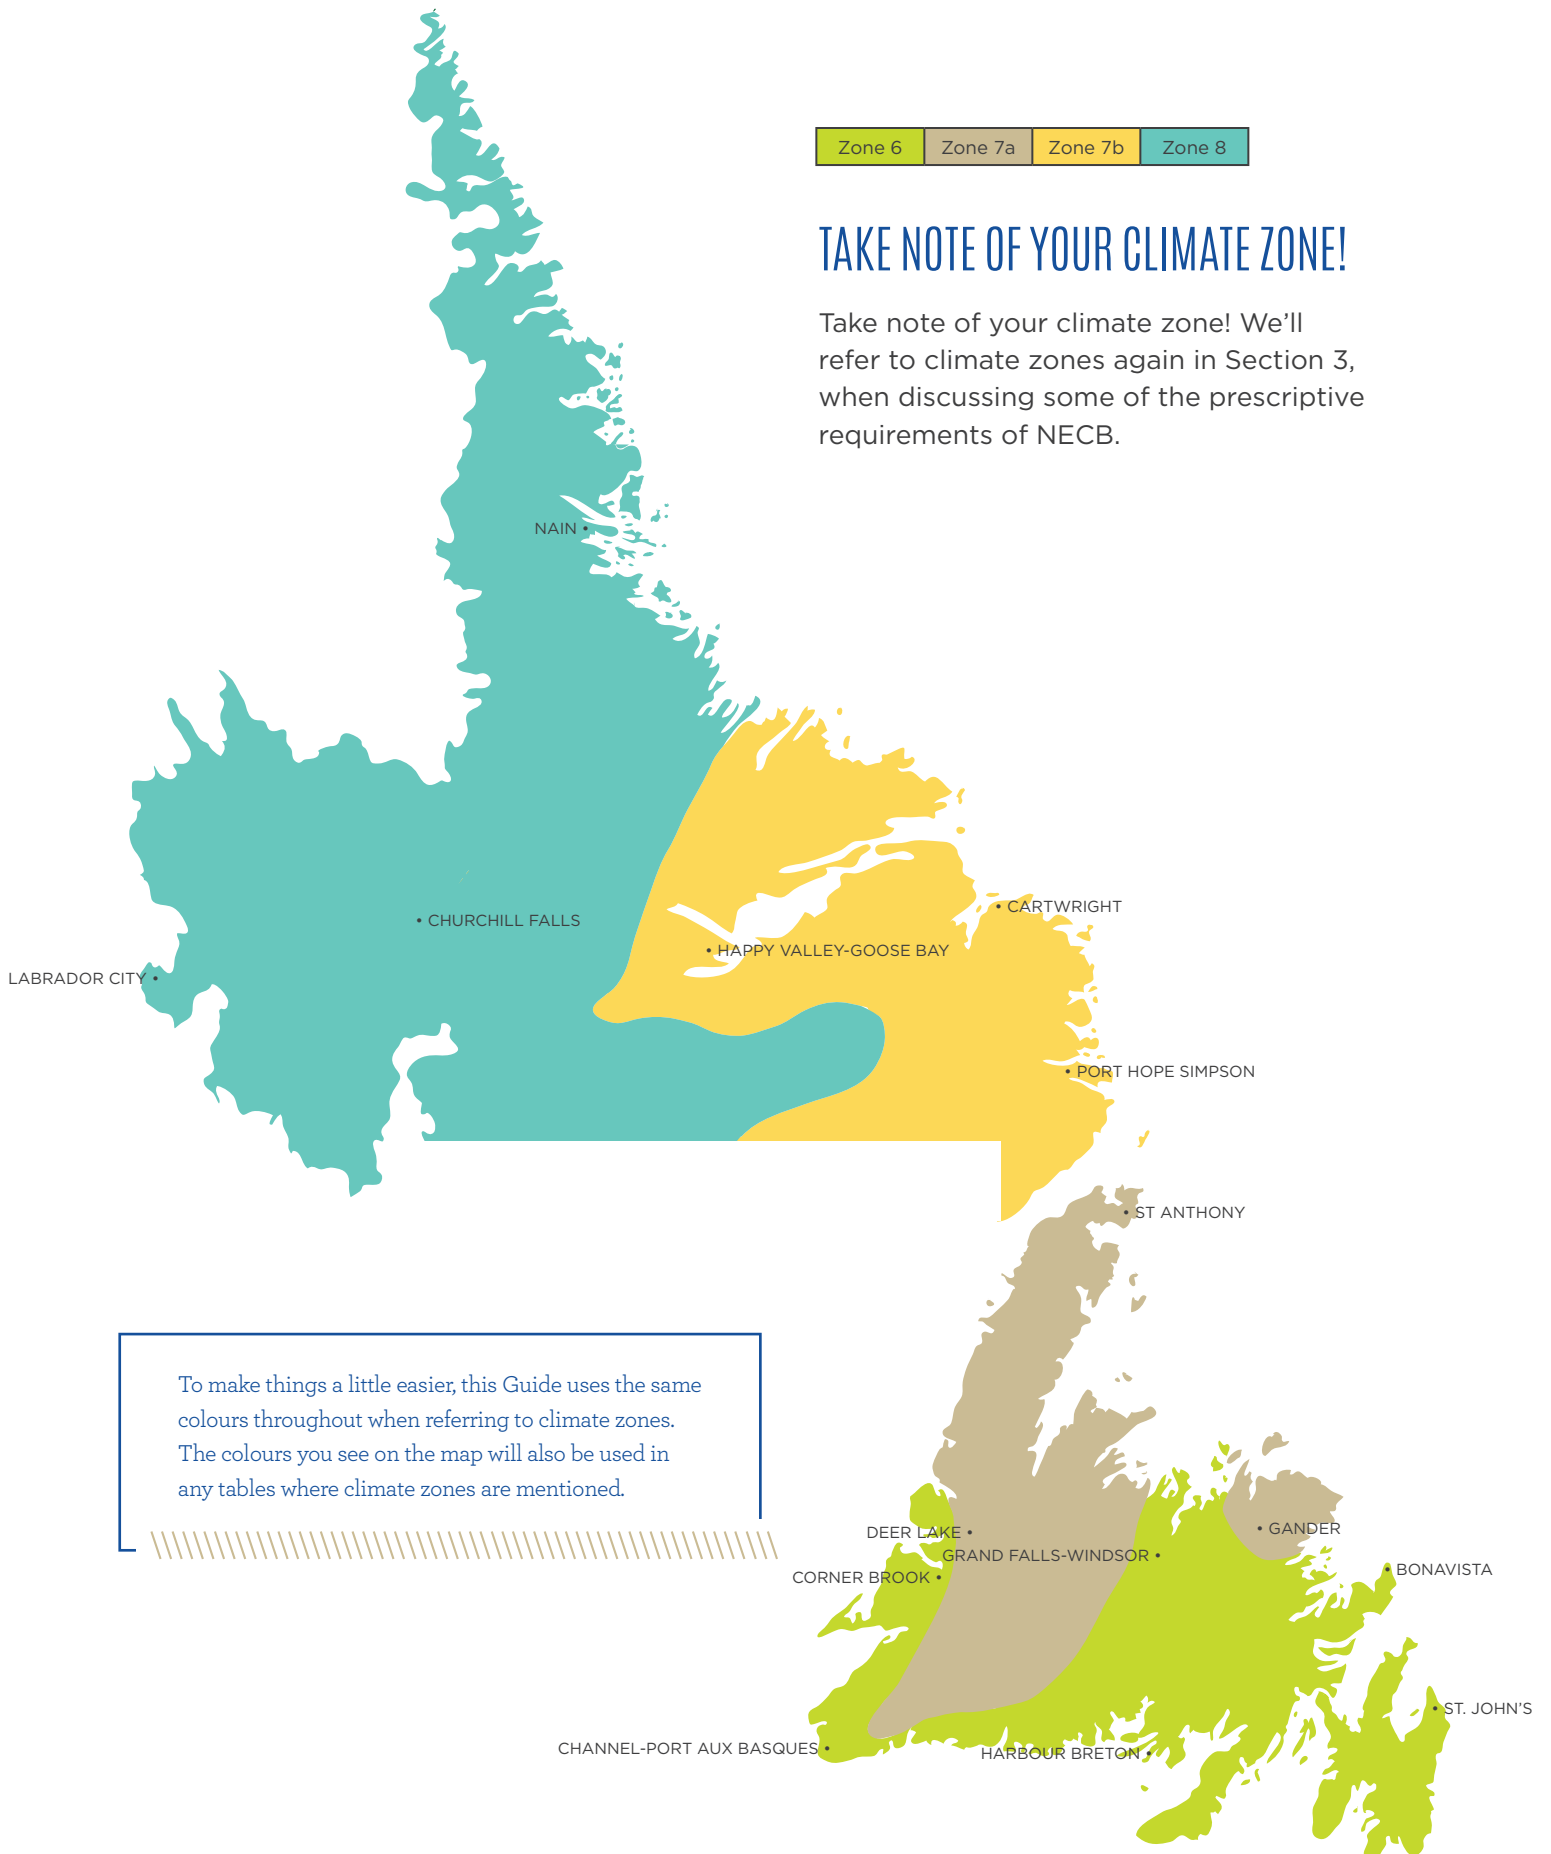 Zone 6 Zone 7a Zone 7b Zone 8
TAKE NOTE OF YOUR CLIMATE ZONE!
Take note of your climate zone! We’ll
refer to climate zones again in Section 3,
when discussing some of the prescriptive
requirements of NECB.
NAIN
CHURCHILL FALLS
CARTWRIGHT
HAPPY VALLEY-GOOSE BAY
LABRADOR CITY
PORT HOPE SIMPSON
ST ANTHONY
To make things a little easier, this Guide uses the same
colours throughout when referring to climate zones.
The colours you see on the map will also be used in
any tables where climate zones are mentioned.
DEER LAKE
GANDER
GRAND FALLS-WINDSOR
CORNER BROOK
BONAVISTA
ST. JOHN’S
CHANNEL-PORT AUX BASQUES
HARBOUR BRETON